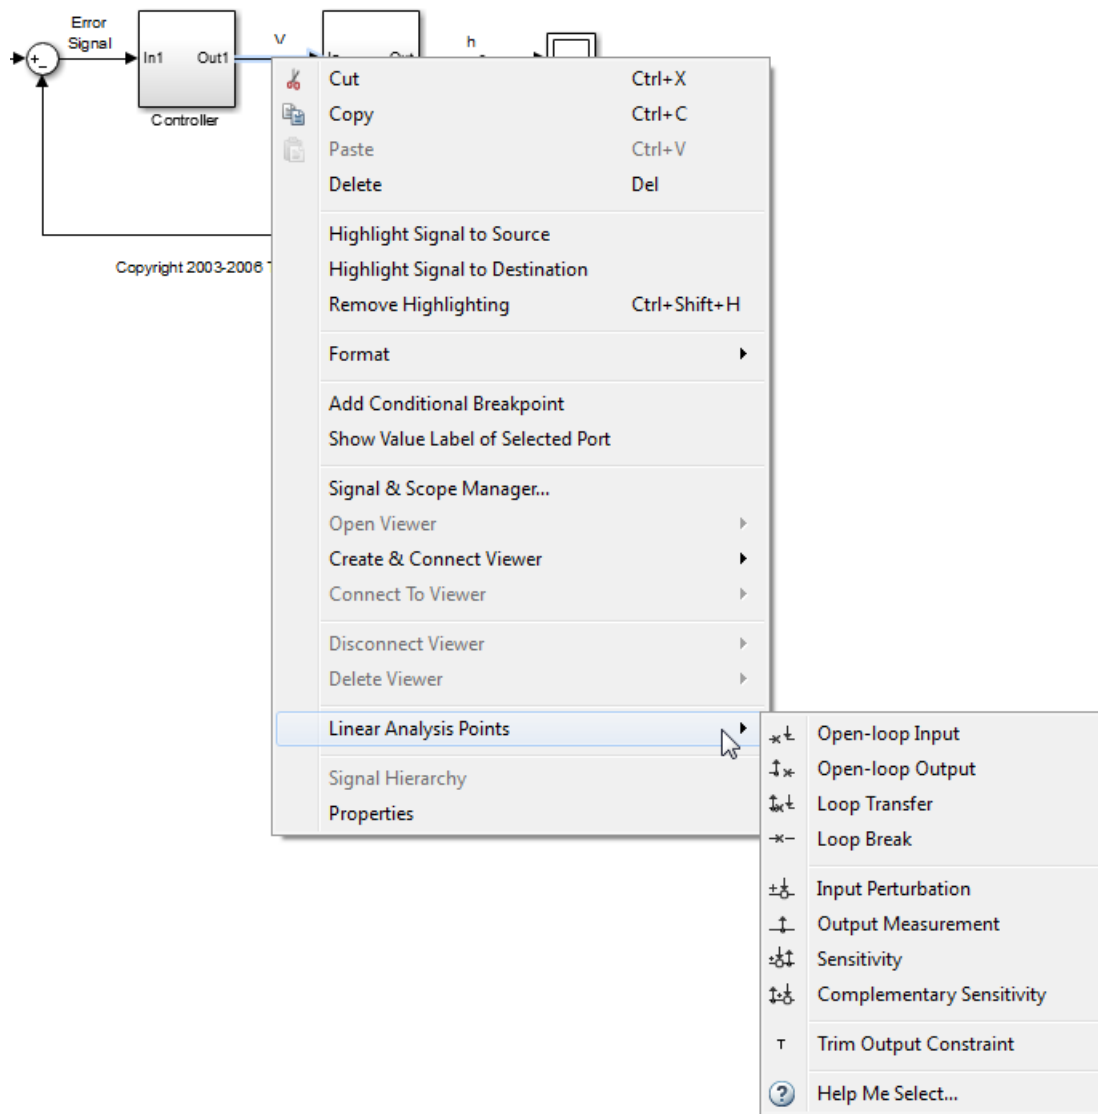 Error
Signal
V
h
+
-
In1
Out1
Controller
Copyright 2003-2006
Cut Ctrl+X
Copy Ctrl+C
Paste Ctrl+V
Delete Del
Highlight Signal to Source
Highlight Signal to Destination
Remove Highlighting Ctrl+Shift+H
Format
Add Conditional Breakpoint
Show Value Label of Selected Port
Signal & Scope Manager...
Open Viewer
Create & Connect Viewer
Connect To Viewer
Disconnect Viewer
Delete Viewer
Linear Analysis Points
Signal Hierarchy
Properties
Open-loop Input
Open-loop Output
Loop Transfer
Loop Break
Input Perturbation
Output Measurement
Sensitivity
Complementary Sensitivity
T Trim Output Constraint
? Help Me Select...